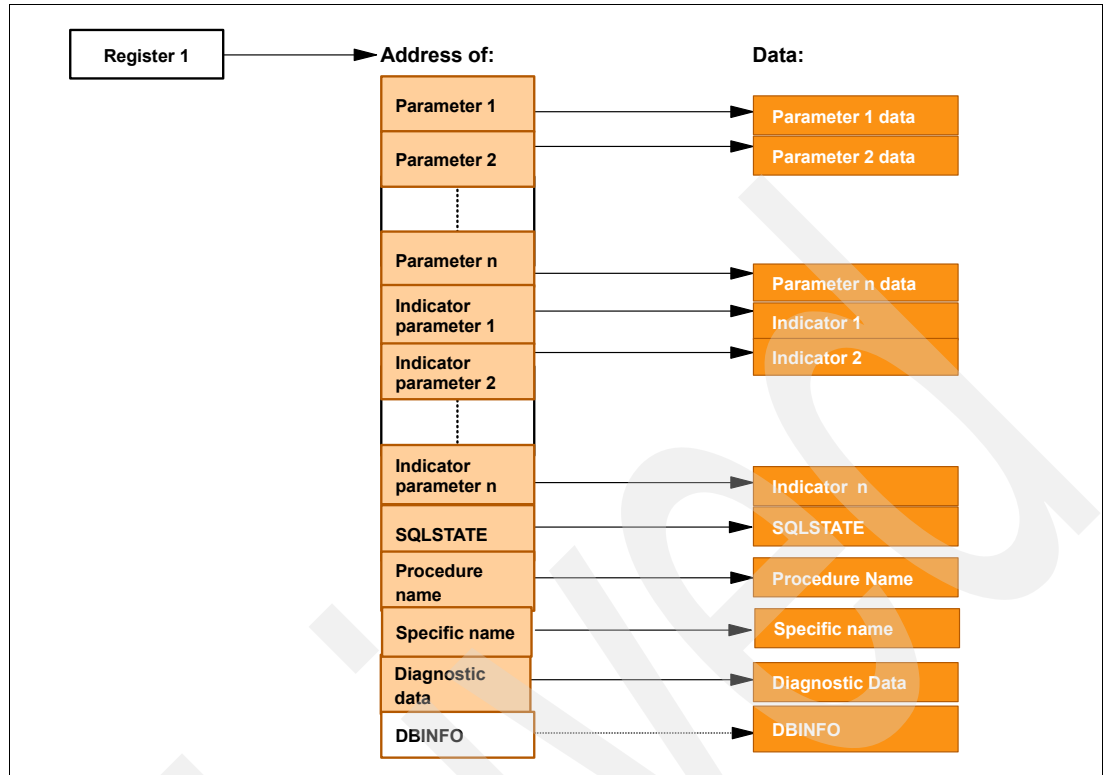 Register 1
Address of:
Data:
Parameter 1
Parameter 1 data
Parameter 2
Parameter 2 data
Parameter n
Parameter n data
Indicator
parameter 1
Indicator 1
Indicator
parameter 2
Indicator 2
Indicator
parameter n
Indicator n
SQLSTATE
SQLSTATE
Procedure
name
Procedure Name
Specific name
Specific name
Diagnostic
data
Diagnostic Data
DBINFO
DBINFO